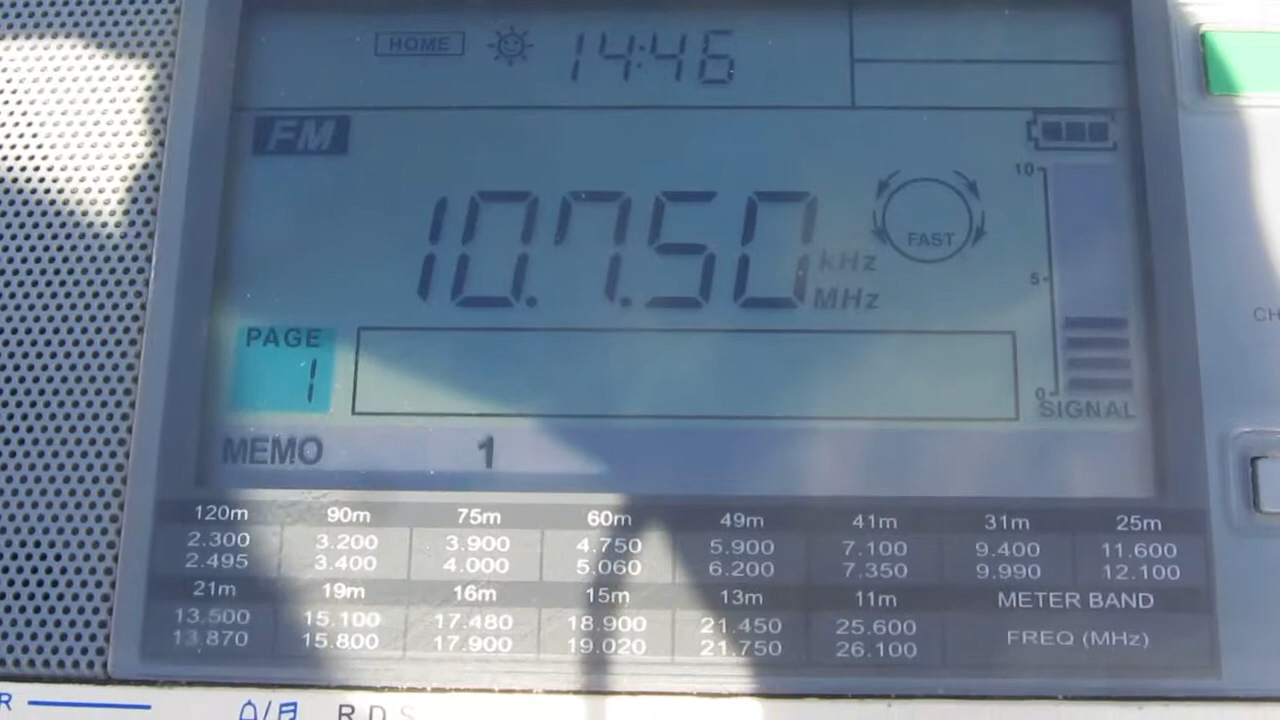 HOME 14:46
FM
107.50 kHz MHz
FAST
10
5
0
SIGNAL
PAGE
1
MEMO 1
120m 90m 75m 60m 49m 41m 31m 25m
2.300 3.200 3.900 4.750 5.900 7.100 9.400 11.600
2.495 3.400 4.000 5.060 6.200 7.350 9.990 12.100
21m 19m 16m 15m 13m 11m METER BAND
13.500 15.100 17.480 18.900 21.450 25.600 FREQ (MHz)
13.870 15.800 17.900 19.020 21.750 26.100
CH
R
R D S